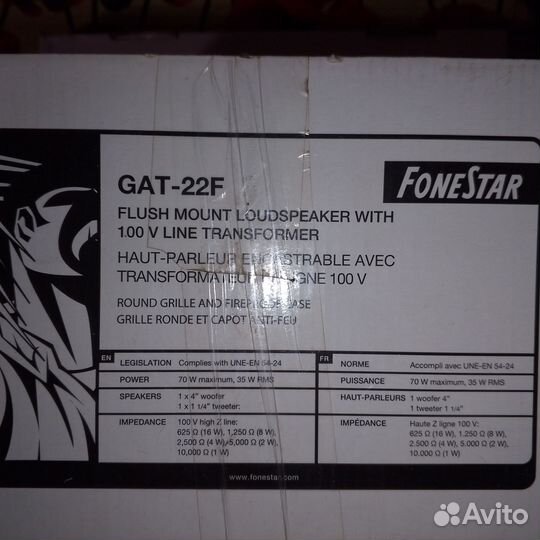 GAT-22F
FONESTAR
FLUSH MOUNT LOUDSPEAKER WITH
100 V LINE TRANSFORMER
HAUT-PARLEUR ENCASTRABLE AVEC
TRANSFORMATEUR LIGNE 100 V
ROUND GRILLE AND FIREPROOF CASE
GRILLE RONDE ET CAPOT ANTI-FEU
EN LEGISLATION Complies with UNE-EN 54-24
POWER 70 W maximum, 35 W RMS
SPEAKERS 1 x 4" woofer
1 x 1 1/4" tweeter:
IMPEDANCE 100 V high Z line:
625 Ω (16 W), 1,250 Ω (8 W),
2,500 Ω (4 W), 5,000 Ω (2 W),
10,000 Ω (1 W)
FR NORME Accompli avec UNE-EN 54-24
PUISSANCE 70 W maximum, 35 W RMS
HAUT-PARLEURS 1 woofer 4"
1 tweeter 1 1/4"
IMPÉDANCE Haute Z ligne 100 V:
625 Ω (16 W), 1.250 Ω (8 W),
2.500 Ω (4 W), 5.000 Ω (2 W),
10.000 Ω (1 W)
www.fonestar.com
Avito